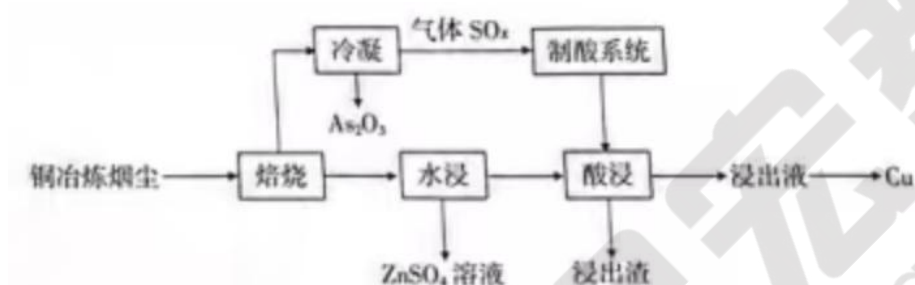 冷凝
气体 SOx
制酸系统
As₂O₃
铜冶炼烟尘
焙烧
水浸
酸浸
浸出液
Cu
ZnSO₄ 溶液
浸出渣